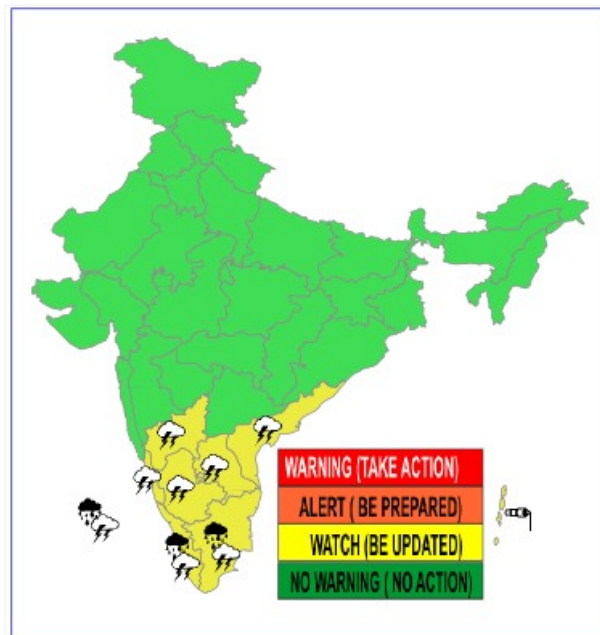 WARNING (TAKE ACTION)
ALERT ( BE PREPARED)
WATCH (BE UPDATED)
NO WARNING ( NO ACTION)